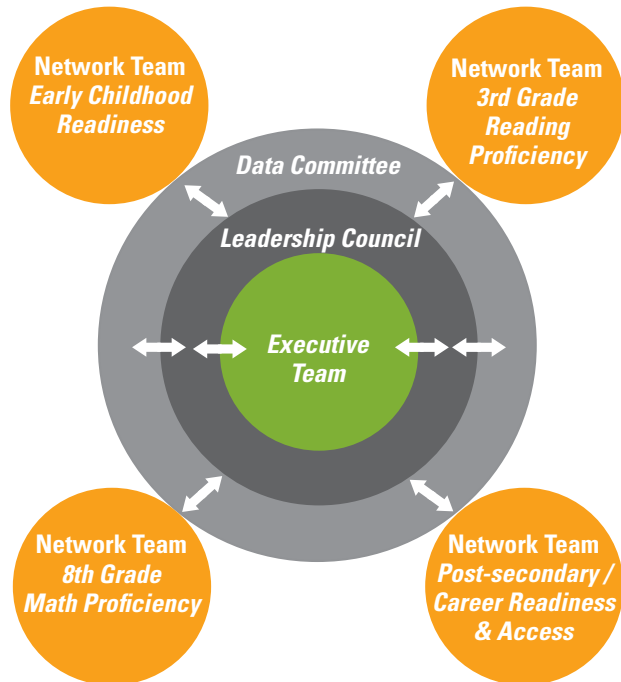 Network Team
Early Childhood
Readiness
Network Team
3rd Grade
Reading
Proficiency
Data Committee
Leadership Council
Executive
Team
Network Team
8th Grade
Math Proficiency
Network Team
Post-secondary /
Career Readiness
& Access